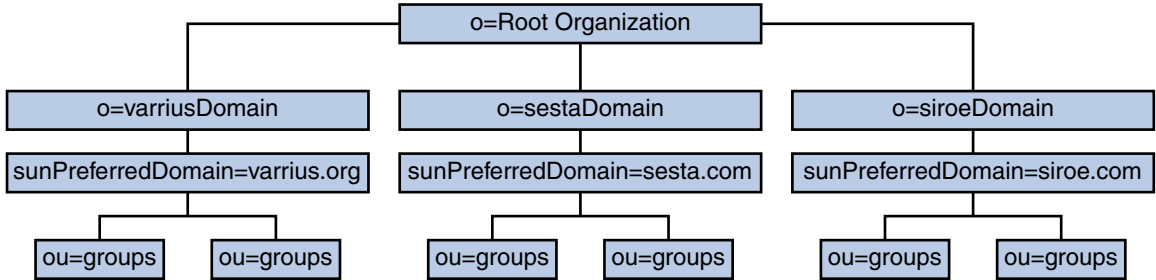 o=Root Organization
o=varriusDomain
o=sestaDomain
o=siroeDomain
sunPreferredDomain=varrius.org
sunPreferredDomain=sesta.com
sunPreferredDomain=siroe.com
ou=groups
ou=groups
ou=groups
ou=groups
ou=groups
ou=groups